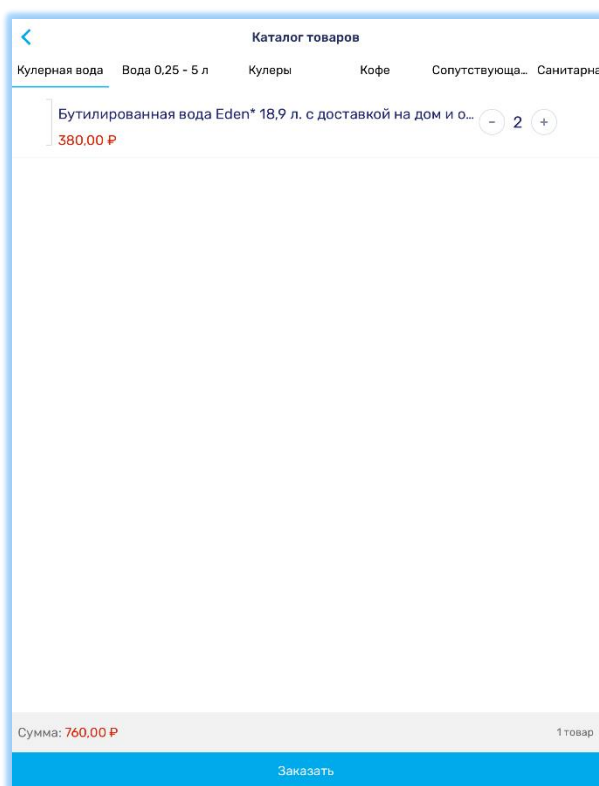 Каталог товаров
Кулерная вода Вода 0,25 - 5 л Кулеры Кофе Сопутствующа... Санитарна
Бутилированная вода Eden* 18,9 л. с доставкой на дом и о...
- 2 +
380,00 ₽
Сумма: 760,00 ₽ 1 товар
Заказать